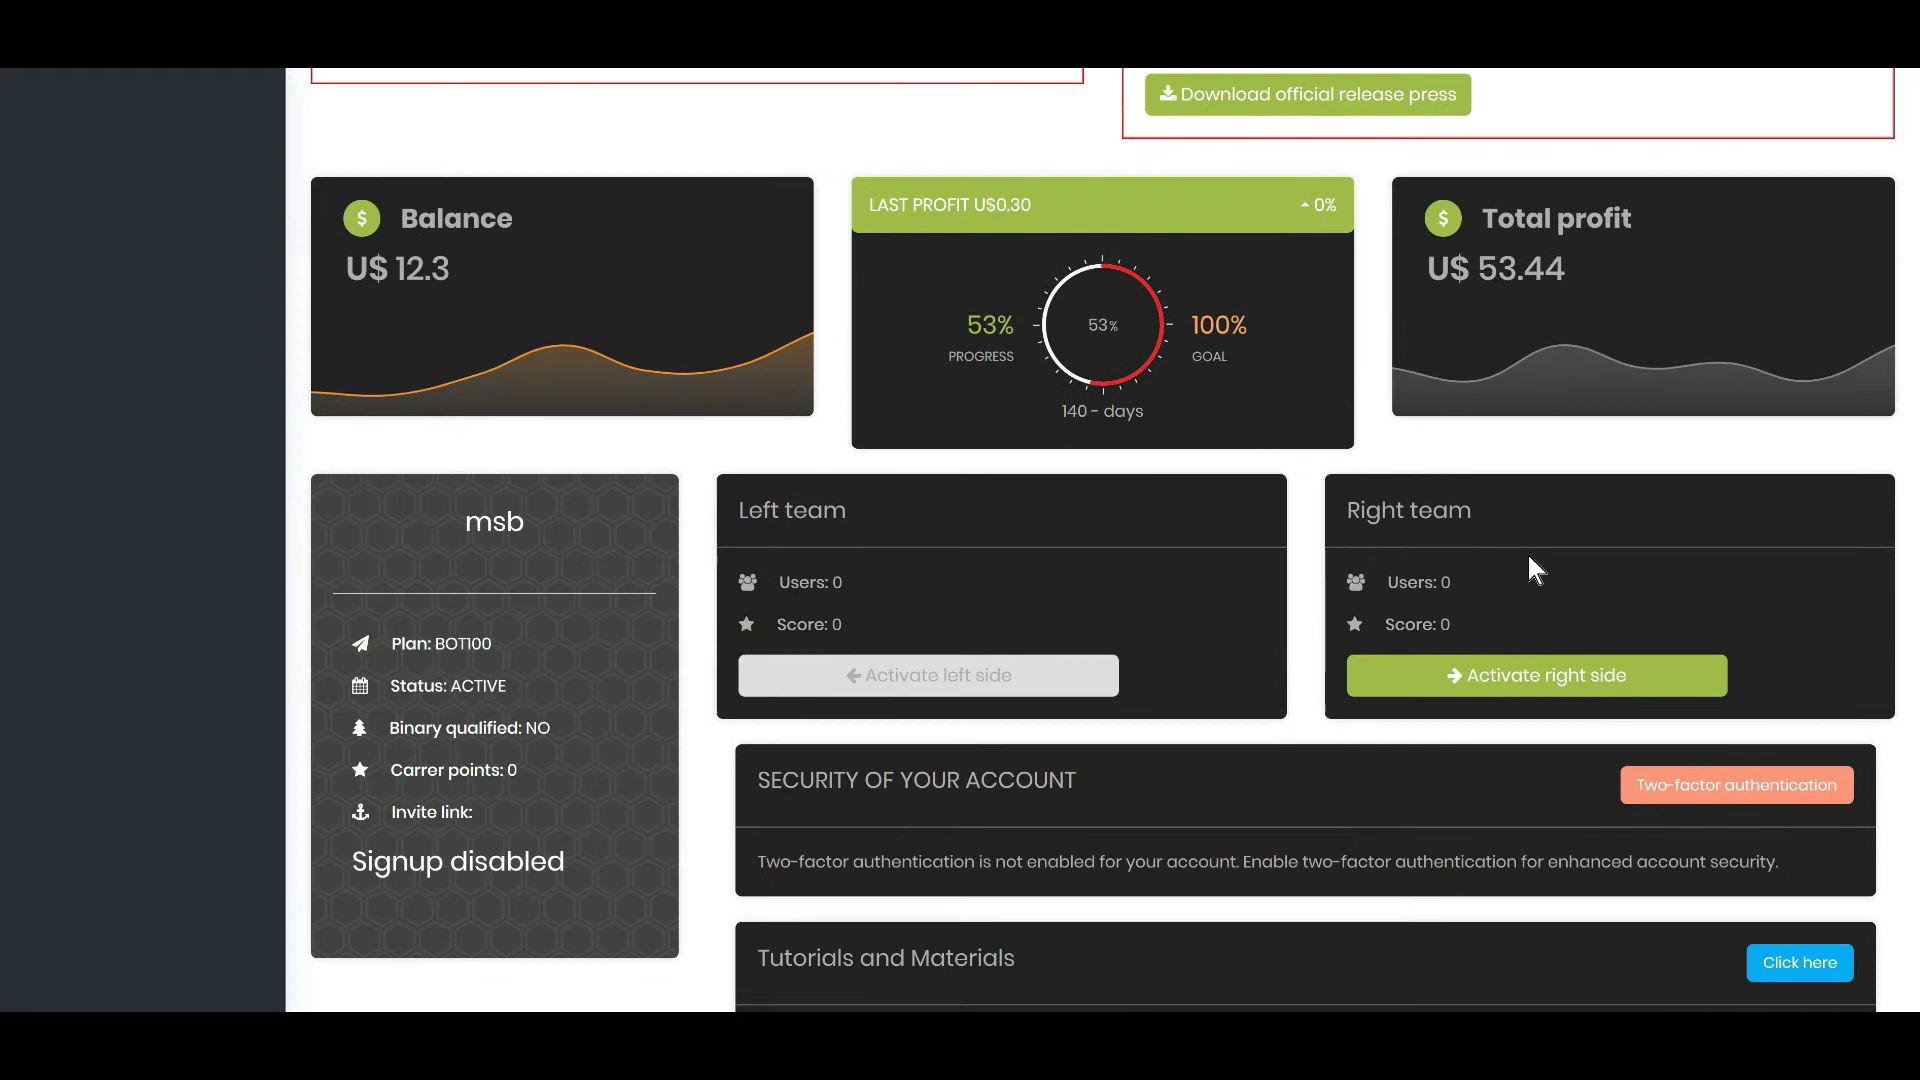 Download official release press
Balance
U$ 12.3
LAST PROFIT U$0.30
0%
53%
PROGRESS
53%
100%
GOAL
140 - days
Total profit
U$ 53.44
msb
Plan: BOT100
Status: ACTIVE
Binary qualified: NO
Carrer points: 0
Invite link:
Signup disabled
Left team
Users: 0
Score: 0
Activate left side
Right team
Users: 0
Score: 0
Activate right side
SECURITY OF YOUR ACCOUNT
Two-factor authentication
Two-factor authentication is not enabled for your account. Enable two-factor authentication for enhanced account security.
Tutorials and Materials
Click here